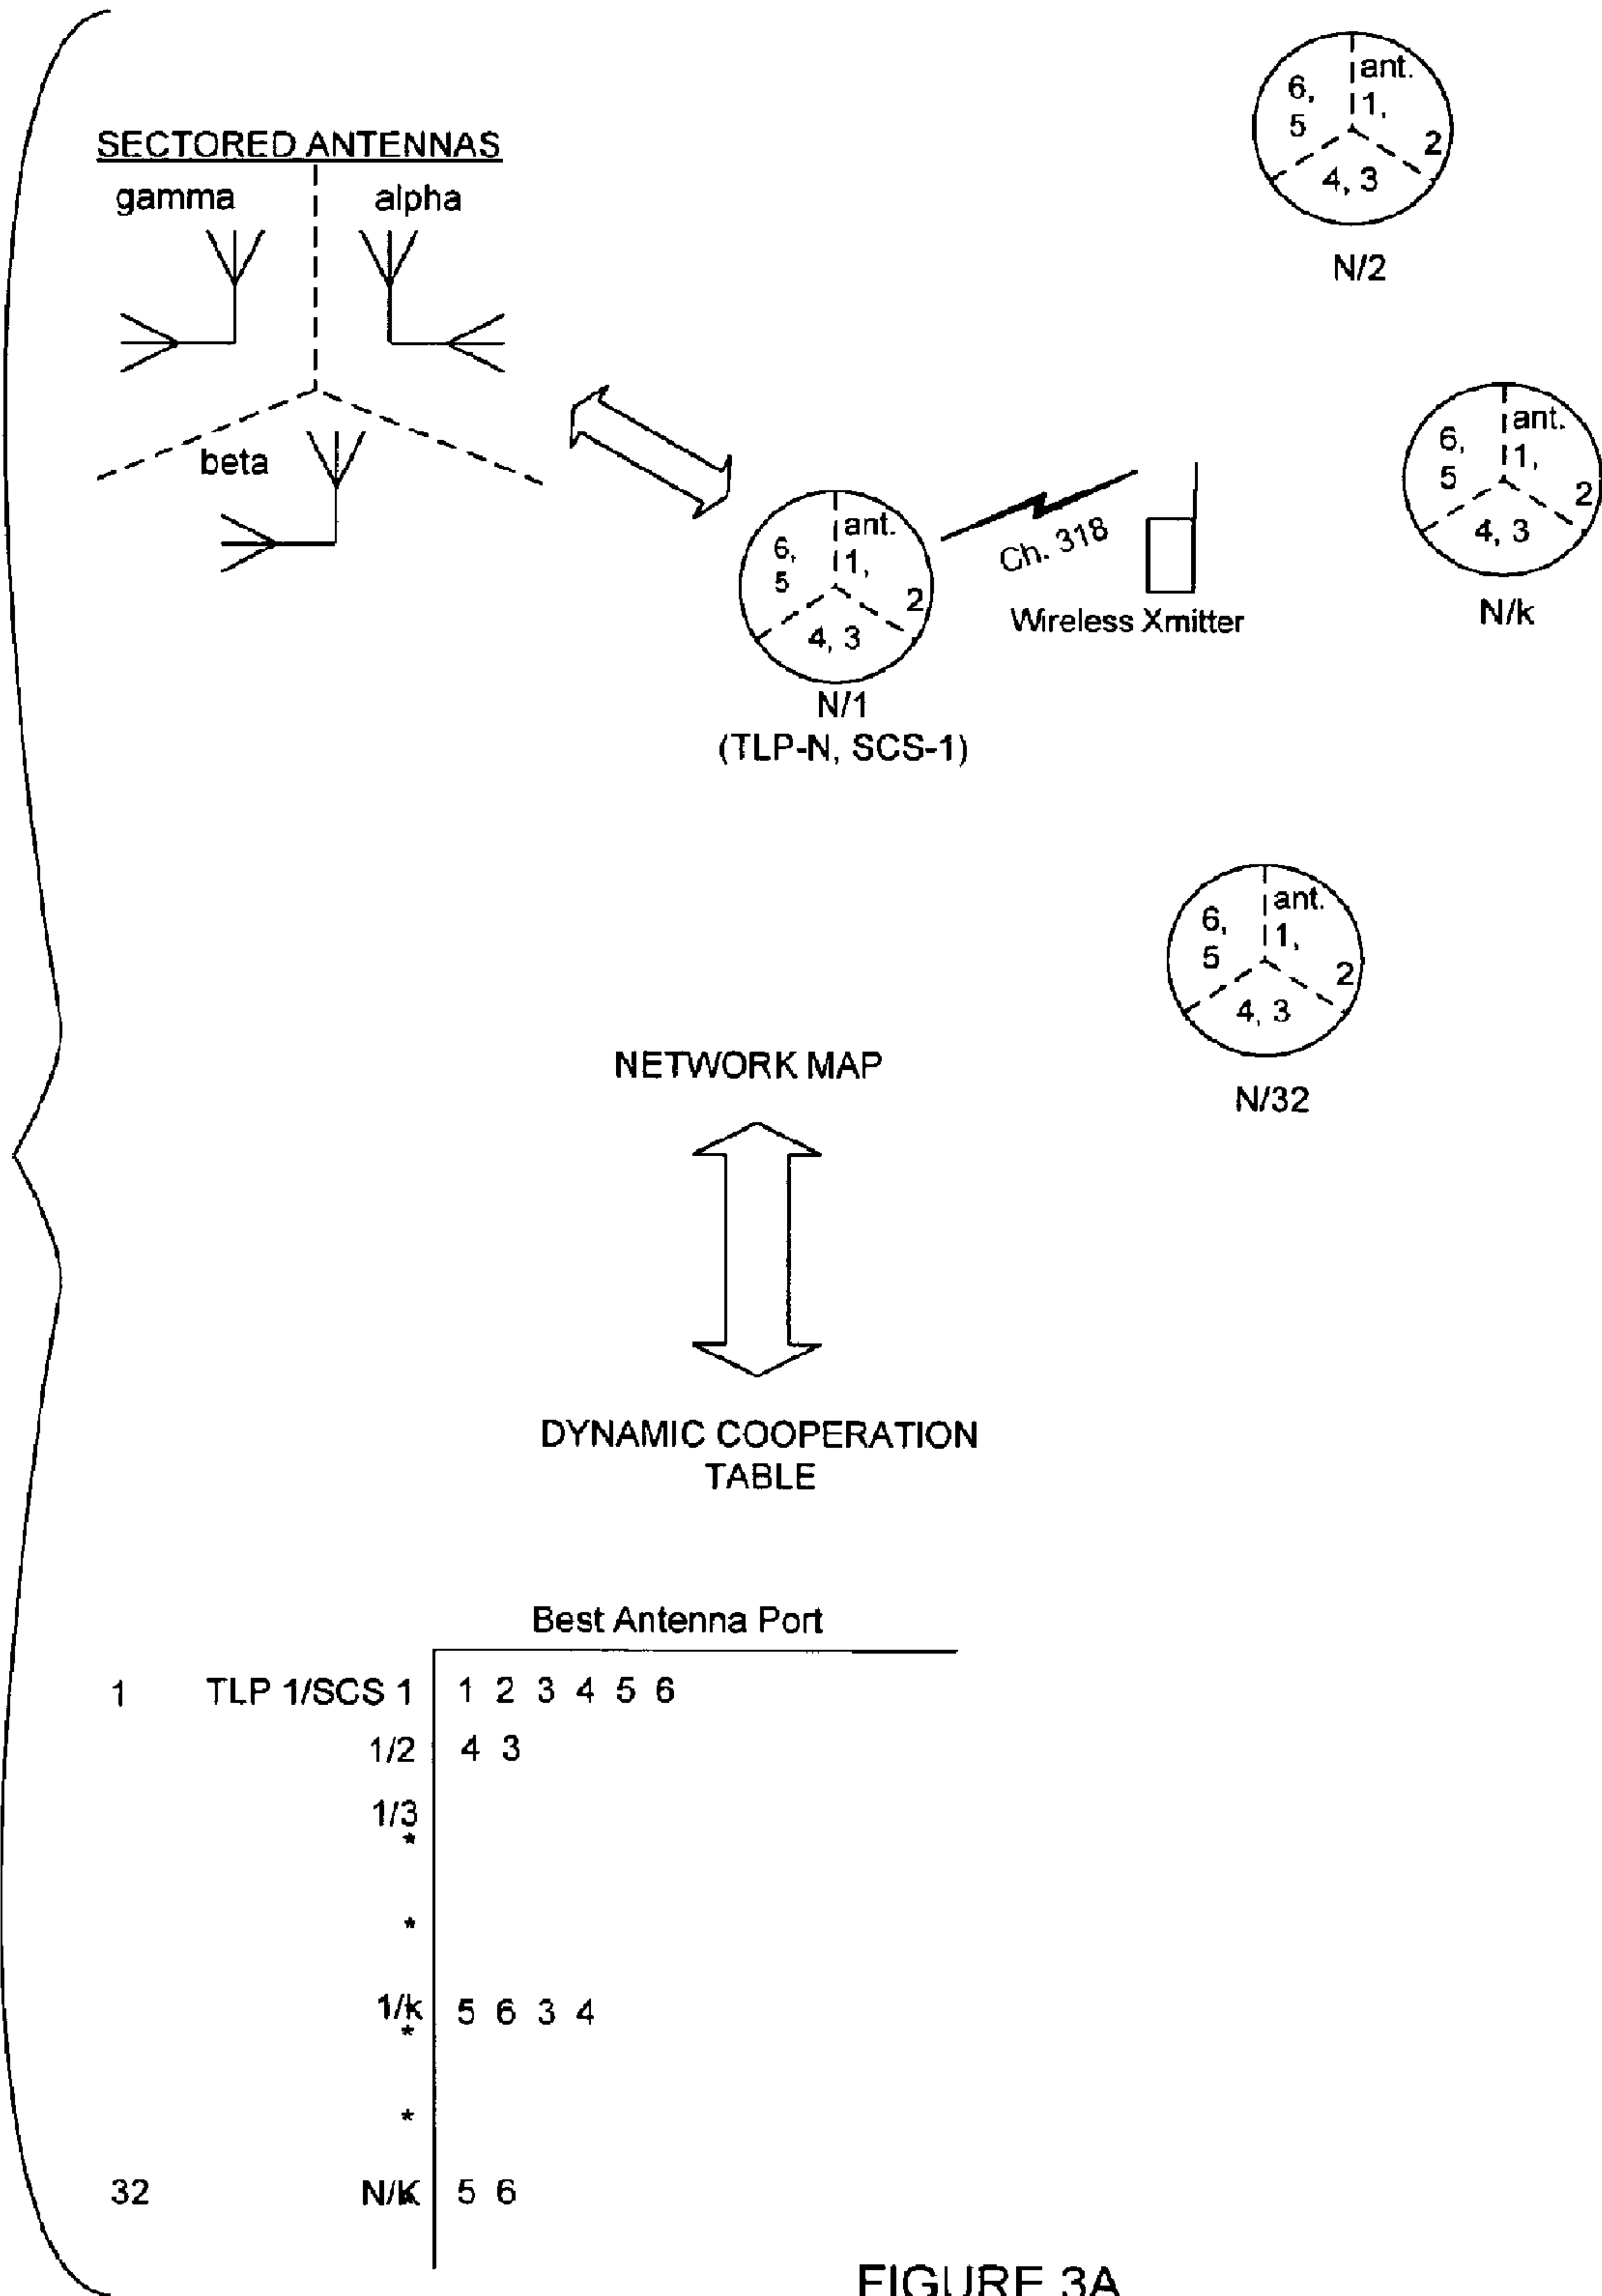 SECTORED ANTENNAS
gamma alpha
beta
ant.
6, 1,
5 2
4, 3
N/2
ant.
6, 1,
5 2
4, 3
N/k
ant.
6, 1,
5 2
4, 3
N/1
(TLP-N, SCS-1)
Ch. 318
Wireless Xmitter
ant.
6, 1,
5 2
4, 3
N/32
NETWORK MAP
DYNAMIC COOPERATION
TABLE
Best Antenna Port
1 TLP 1/SCS 1 1 2 3 4 5 6
1/2 4 3
1/3
*
*
1/k 5 6 3 4
*
*
32 N/K 5 6
FIGURE 3A